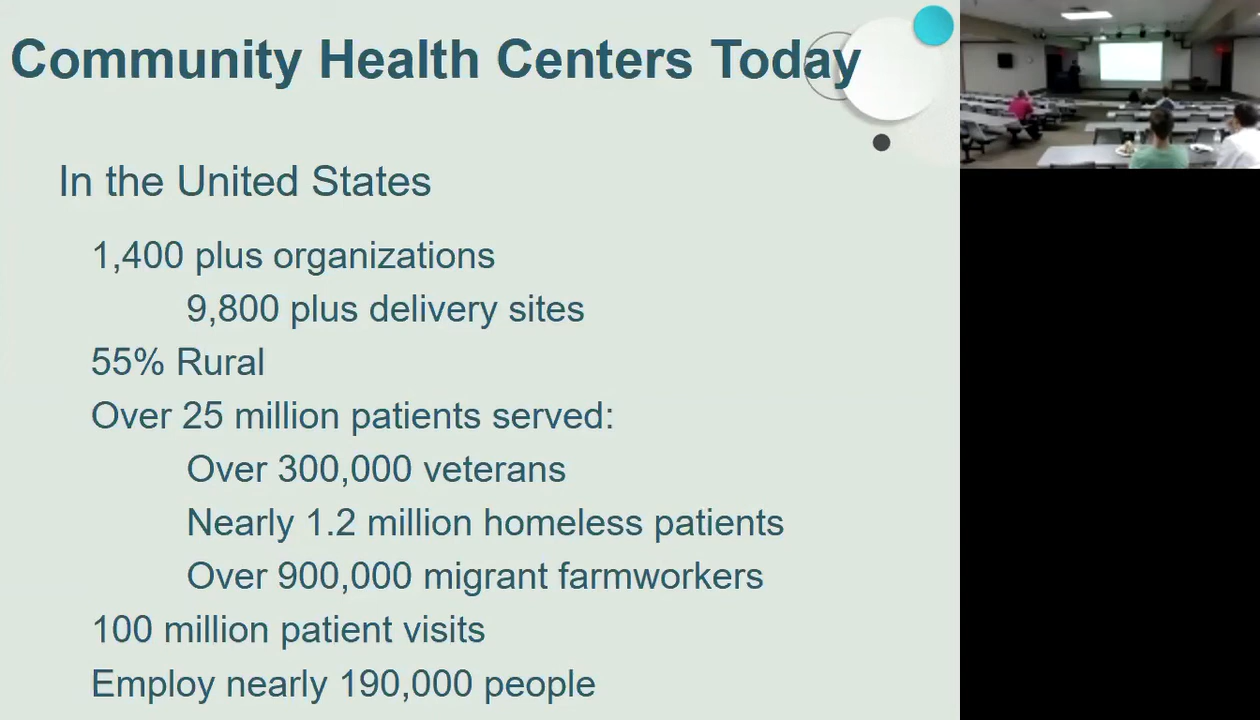 Community Health Centers Today
In the United States
1,400 plus organizations
9,800 plus delivery sites
55% Rural
Over 25 million patients served:
Over 300,000 veterans
Nearly 1.2 million homeless patients
Over 900,000 migrant farmworkers
100 million patient visits
Employ nearly 190,000 people